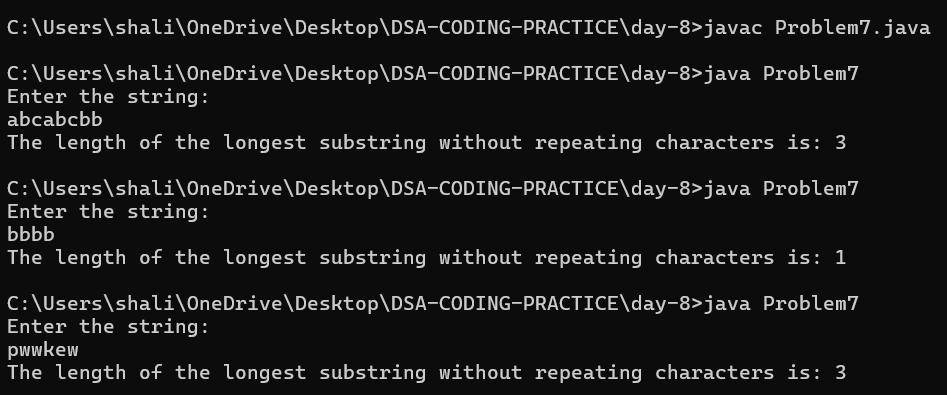 C:\Users\shali\OneDrive\Desktop\DSA-CODING-PRACTICE\day-8>javac Problem7.java
C:\Users\shali\OneDrive\Desktop\DSA-CODING-PRACTICE\day-8>java Problem7
Enter the string:
abcabcbb
The length of the longest substring without repeating characters is: 3
C:\Users\shali\OneDrive\Desktop\DSA-CODING-PRACTICE\day-8>java Problem7
Enter the string:
bbbb
The length of the longest substring without repeating characters is: 1
C:\Users\shali\OneDrive\Desktop\DSA-CODING-PRACTICE\day-8>java Problem7
Enter the string:
pwwkew
The length of the longest substring without repeating characters is: 3